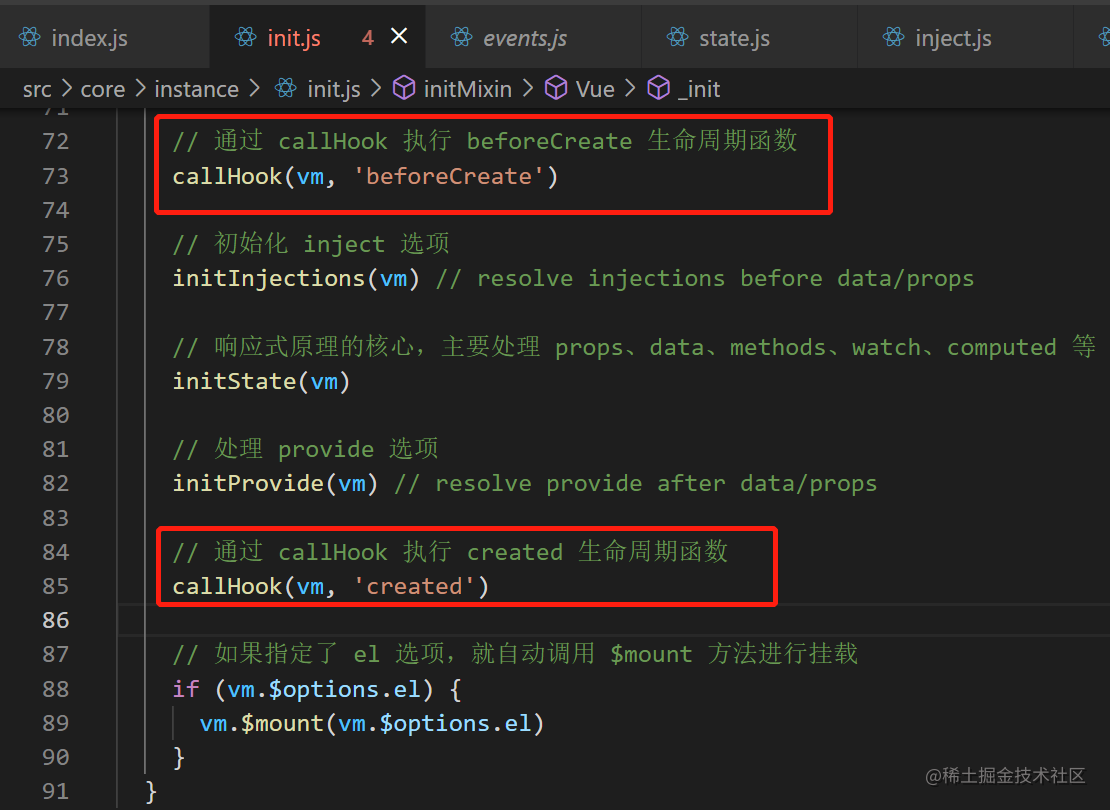 index.js init.js 4 events.js state.js inject.js
src > core > instance > init.js > initMixin > Vue > _init
71
72 // 通过 callHook 执行 beforeCreate 生命周期函数
73 callHook(vm, 'beforeCreate')
74
75 // 初始化 inject 选项
76 initInjections(vm) // resolve injections before data/props
77
78 // 响应式原理的核心，主要处理 props、data、methods、watch、computed 等
79 initState(vm)
80
81 // 处理 provide 选项
82 initProvide(vm) // resolve provide after data/props
83
84 // 通过 callHook 执行 created 生命周期函数
85 callHook(vm, 'created')
86
87 // 如果指定了 el 选项，就自动调用 $mount 方法进行挂载
88 if (vm.$options.el) {
89 vm.$mount(vm.$options.el)
90 }
91 }
@稀土掘金技术社区